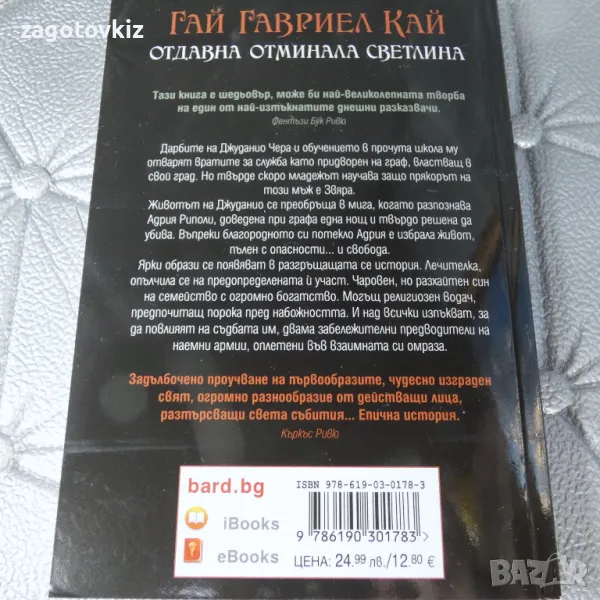 zagotovkiz
ГАЙ ГАВРИЕЛ КАЙ
ОТДАВНА ОТМИНАЛА СВЕТЛИНА
Тази книга е шедьовър, може би най-великолепната творба
на един от най-изтъкнатите днешни разказвачи.
Фентъзи Бук Ривю
Дарбите на Джуданио Чера и обучението в прочута школа му
отварят вратите за служба като придворен на граф, властващ в
свой град. Но твърде скоро младежът научава защо прякорът на
този мъж е Звяра.
Животът на Джуданио се преобръща в мига, когато разпознава
Адрия Риполи, доведена при графа една нощ и твърдо решена да
убива. Въпреки благородното си потекло Адрия е избрала живот,
пълен с опасности... и свобода.
Ярки образи се появяват в разгръщащата се история. Лечителка,
опълчила се на предопределената ѝ участ. Чаровен, но разхайтен син
на семейство с огромно богатство. Могъщ религиозен водач,
предпочитащ порока пред набожността. И над всички изпъкват, за
да повлияят на съдбата им, двама забележителни предводители на
наемни армии, оплетени във взаимната си омраза.
Задълбочено проучване на първообразите, чудесно изграден
свят, огромно разнообразие от действащи лица,
разтърсващи света събития... Епична история.
Къркъс Ривю
bard.bg
iBooks
eBooks
ISBN 978-619-03-0178-3
9 786190 301783
ЦЕНА: 24,99 лв./12,80 €
BAZAR